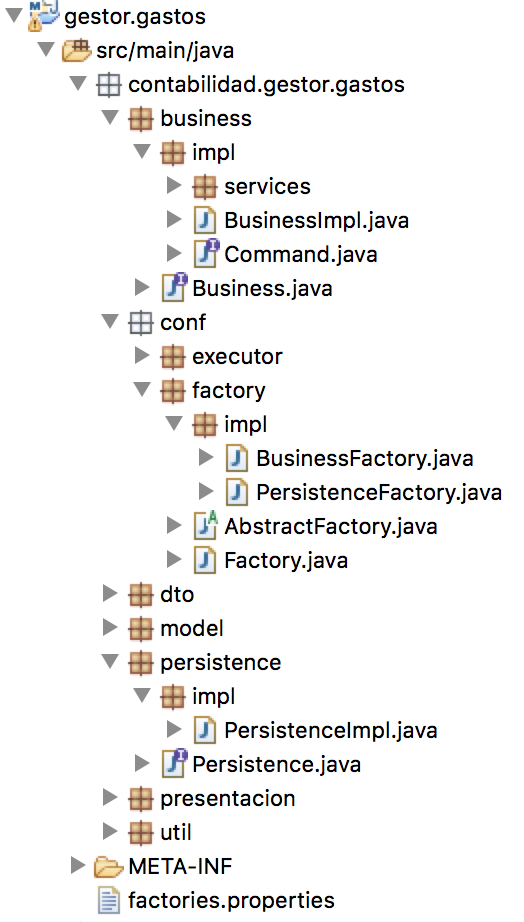 gestor.gastos
src/main/java
contabilidad.gestor.gastos
business
impl
services
BusinessImpl.java
Command.java
Business.java
conf
executor
factory
impl
BusinessFactory.java
PersistenceFactory.java
AbstractFactory.java
Factory.java
dto
model
persistence
impl
PersistenceImpl.java
Persistence.java
presentacion
util
META-INF
factories.properties